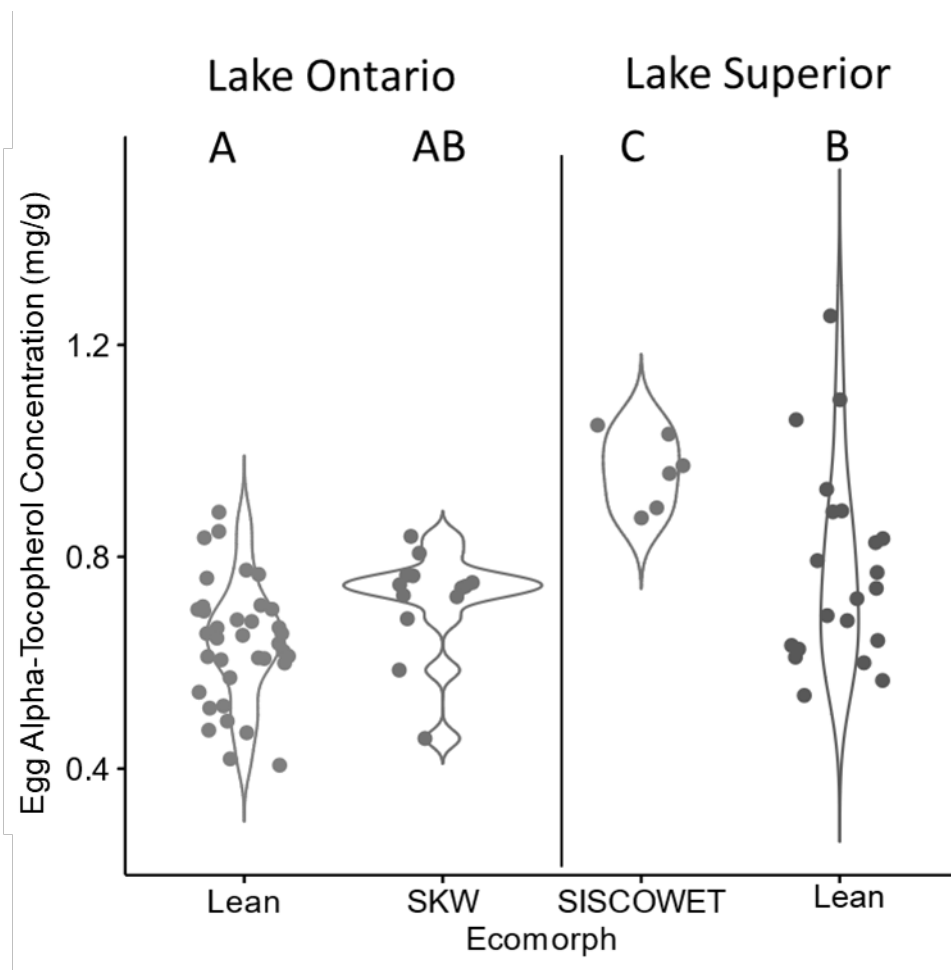 Lake Ontario Lake Superior
A AB C B
Egg Alpha-Tocopherol Concentration (mg/g)
1.2
0.8
0.4
Lean SKW SISCOWET Lean
Ecomorph